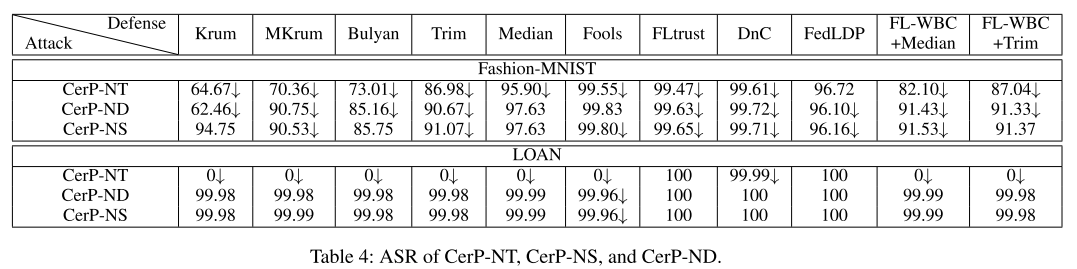 Defense Attack | Krum | MKrum | Bulyan | Trim | Median | Fools | FLtrust | DnC | FedLDP | FL-WBC +Median | FL-WBC +Trim
Fashion-MNIST
CerP-NT | 64.67↓ | 70.36↓ | 73.01↓ | 86.98↓ | 95.90↓ | 99.55↓ | 99.47↓ | 99.61↓ | 96.72 | 82.10↓ | 87.04↓
CerP-ND | 62.46↓ | 90.75↓ | 85.16↓ | 90.67↓ | 97.63 | 99.83 | 99.63↓ | 99.72↓ | 96.10↓ | 91.43↓ | 91.33↓
CerP-NS | 94.75 | 90.53↓ | 85.75 | 91.07↓ | 97.63 | 99.80↓ | 99.65↓ | 99.71↓ | 96.16↓ | 91.53↓ | 91.37
LOAN
CerP-NT | 0↓ | 0↓ | 0↓ | 0↓ | 0↓ | 0↓ | 100 | 99.99↓ | 100 | 0↓ | 0↓
CerP-ND | 99.98 | 99.98 | 99.98 | 99.98 | 99.99 | 99.96↓ | 100 | 100 | 100 | 99.99 | 99.98
CerP-NS | 99.98 | 99.99 | 99.98 | 99.98 | 99.99 | 99.96↓ | 100 | 100 | 100 | 99.99 | 99.98
Table 4: ASR of CerP-NT, CerP-NS, and CerP-ND.